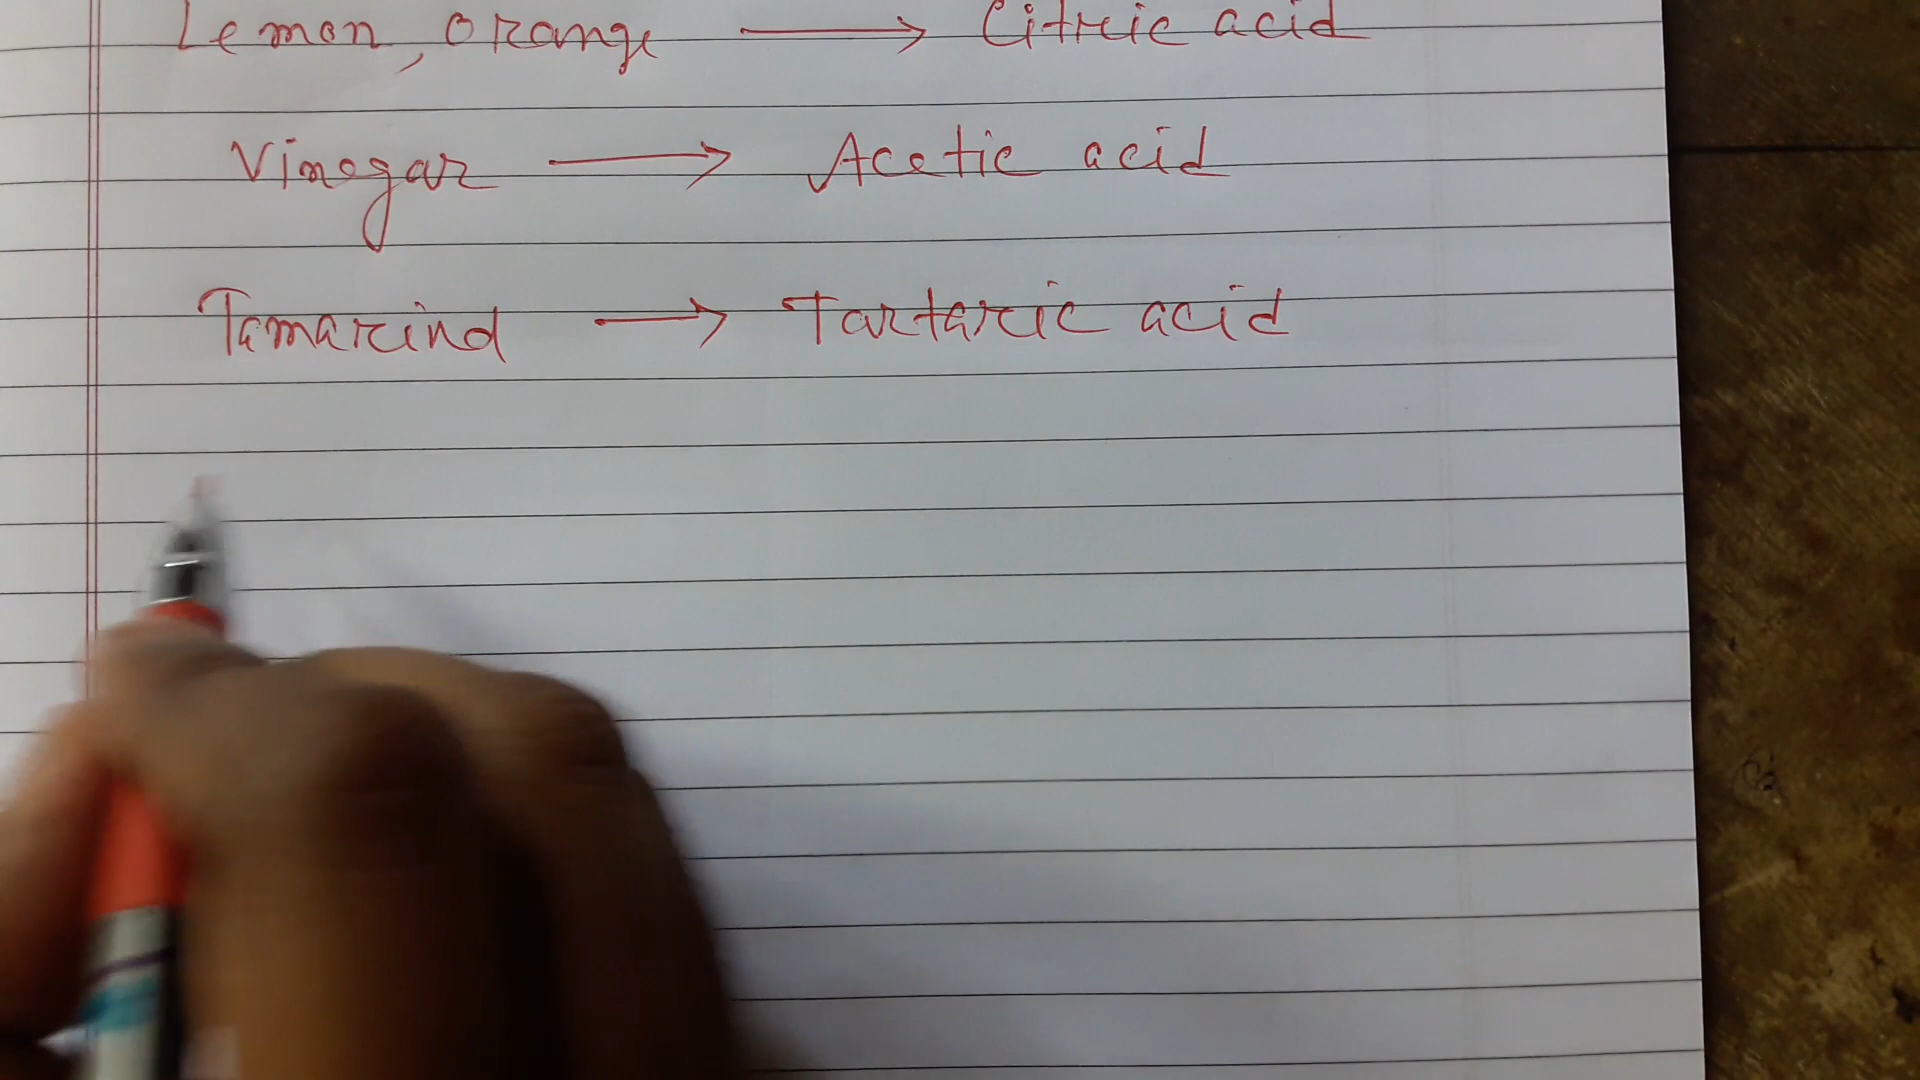 Lemon, Orange → Citric acid
Vinegar → Acetic acid
Tamarind → Tartaric acid